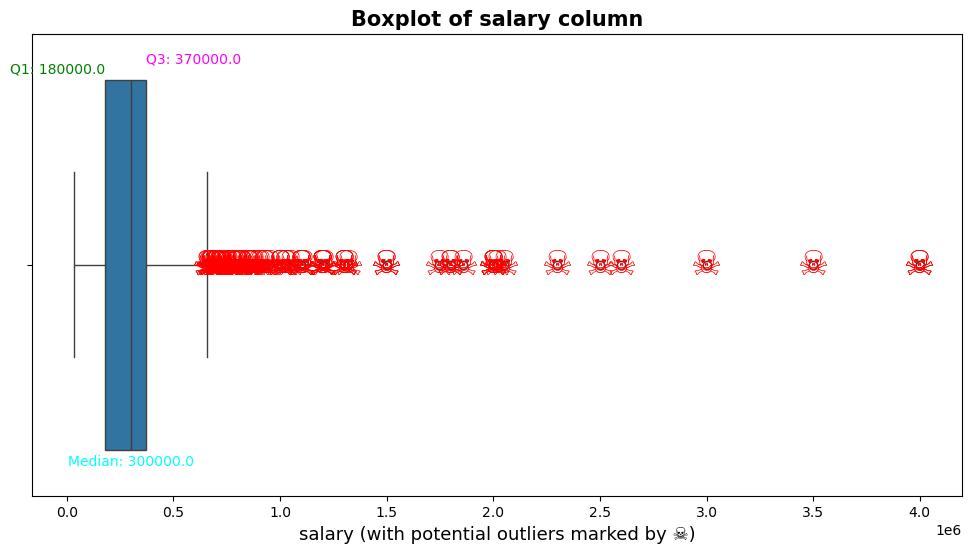 Boxplot of salary column
Q3: 370000.0
Q1: 180000.0
Median: 300000.0
0.0 0.5 1.0 1.5 2.0 2.5 3.0 3.5 4.0
1e6
salary (with potential outliers marked by ☠)